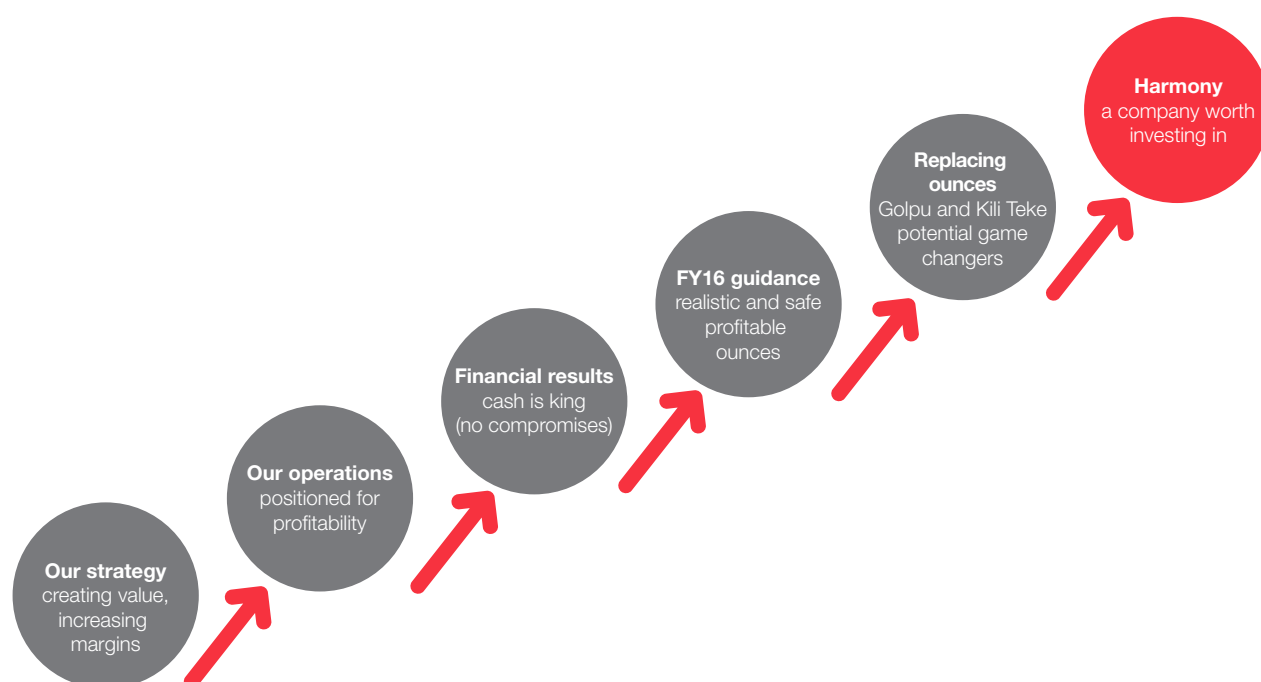 Harmony
a company worth
investing in
Replacing
ounces
Golpu and Kili Teke
potential game
changers
FY16 guidance
realistic and safe
profitable
ounces
Financial results
cash is king
(no compromises)
Our operations
positioned for
profitability
Our strategy
creating value,
increasing
margins